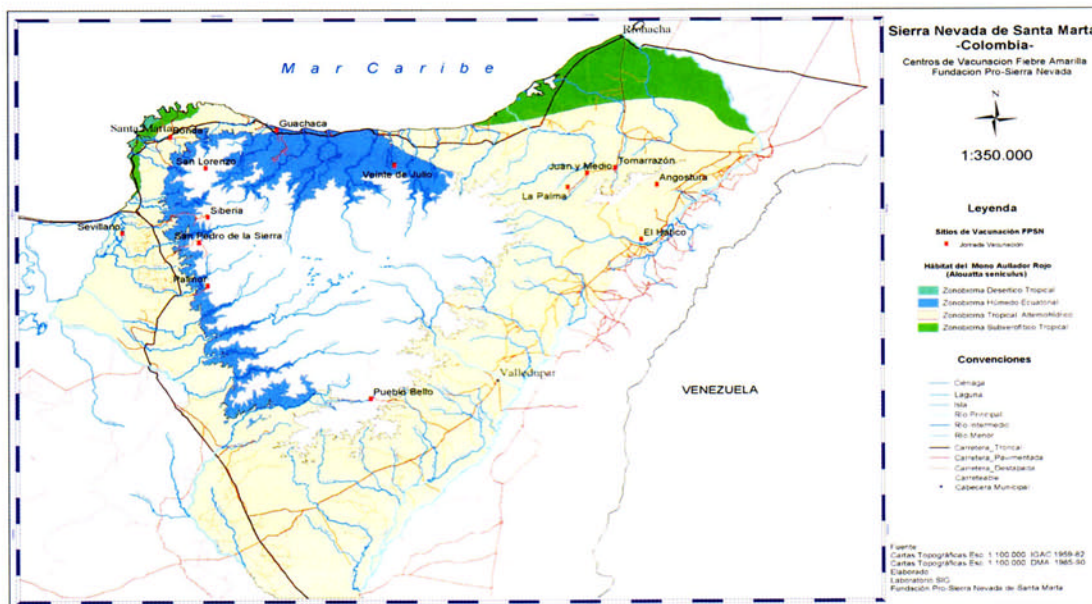 Sierra Nevada de Santa Marta
-Colombia-
Centros de Vacunacion Fiebre Amarilla
Fundacion Pro-Sierra Nevada
N
1:350.000
Leyenda
Sitios de Vacunación FPSN
Jornada Vacunación
Hábitat del Mono Aullador Rojo
(Alouatta seniculus)
Zonobioma Desertico Tropical
Zonobioma Húmedo Ecuatorial
Zonobioma Tropical Alternohídrico
Zonobioma Subxerofítico Tropical
Convenciones
Ciénaga
Laguna
Isla
Río Principal
Río Intermedio
Río Menor
Carretera_Troncal
Carretera_Pavimentada
Carretera_Destapada
Carreteable
Cabecera Municipal
Fuente
Cartas Topográficas Esc. 1:100.000 IGAC 1959-82
Cartas Topográficas Esc. 1:100.000 DMA 1985-90
Elaborado
Laboratorio SIG
Fundación Pro-Sierra Nevada de Santa Marta
Mar Caribe
Riohacha
Santa Marta
Bonda
Guachaca
San Lorenzo
Veinte de Julio
Juan y Medio
Tomarrazón
La Palma
Angostura
Siberia
Sevillano
San Pedro de la Sierra
El Hatico
Palmor
Valledupar
Pueblo Bello
VENEZUELA